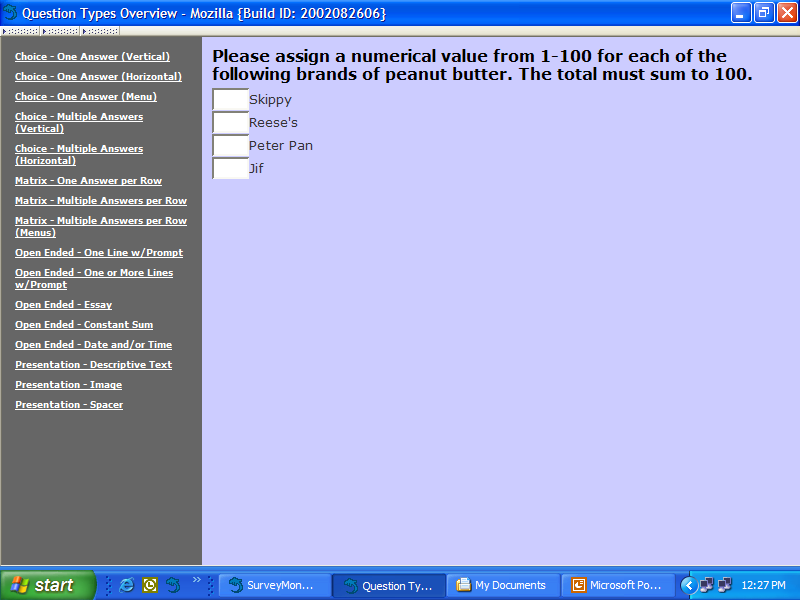 Question Types Overview - Mozilla {Build ID: 2002082606}
Choice - One Answer (Vertical)
Choice - One Answer (Horizontal)
Choice - One Answer (Menu)
Choice - Multiple Answers
(Vertical)
Choice - Multiple Answers
(Horizontal)
Matrix - One Answer per Row
Matrix - Multiple Answers per Row
Matrix - Multiple Answers per Row
(Menus)
Open Ended - One Line w/Prompt
Open Ended - One or More Lines
w/Prompt
Open Ended - Essay
Open Ended - Constant Sum
Open Ended - Date and/or Time
Presentation - Descriptive Text
Presentation - Image
Presentation - Spacer
Please assign a numerical value from 1-100 for each of the
following brands of peanut butter. The total must sum to 100.
Skippy
Reese's
Peter Pan
Jif
start
SurveyMon...
Question Ty...
My Documents
Microsoft Po...
12:27 PM